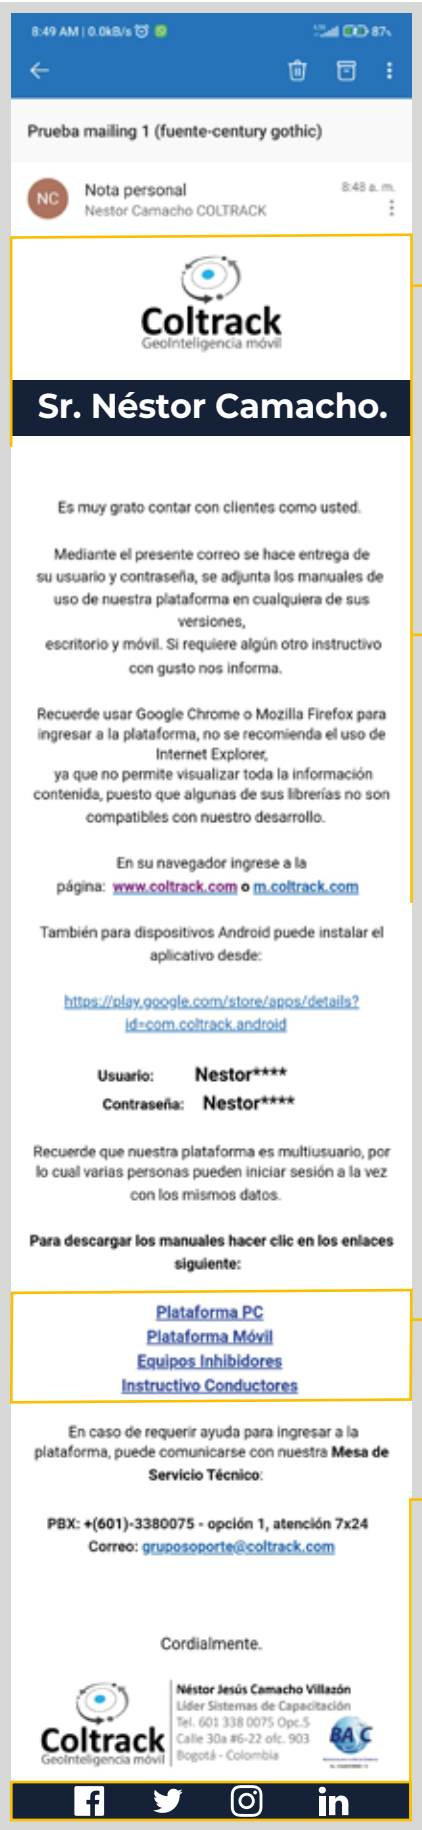 8:49 AM | 0.0kB/s
87%
Prueba mailing 1 (fuente-century gothic)
NC
Nota personal
8:48 a. m.
Nestor Camacho COLTRACK
Coltrack
GeoInteligencia móvil
Sr. Néstor Camacho.
Es muy grato contar con clientes como usted.
Mediante el presente correo se hace entrega de
su usuario y contraseña, se adjunta los manuales de
uso de nuestra plataforma en cualquiera de sus
versiones,
escritorio y móvil. Si requiere algún otro instructivo
con gusto nos informa.
Recuerde usar Google Chrome o Mozilla Firefox para
ingresar a la plataforma, no se recomienda el uso de
Internet Explorer,
ya que no permite visualizar toda la información
contenida, puesto que algunas de sus librerías no son
compatibles con nuestro desarrollo.
En su navegador ingrese a la
página: www.coltrack.com o m.coltrack.com
También para dispositivos Android puede instalar el
aplicativo desde:
https://play.google.com/store/apps/details?
id=com.coltrack.android
Usuario: Nestor****
Contraseña: Nestor****
Recuerde que nuestra plataforma es multiusuario, por
lo cual varias personas pueden iniciar sesión a la vez
con los mismos datos.
Para descargar los manuales hacer clic en los enlaces
siguiente:
Plataforma PC
Plataforma Móvil
Equipos Inhibidores
Instructivo Conductores
En caso de requerir ayuda para ingresar a la
plataforma, puede comunicarse con nuestra Mesa de
Servicio Técnico:
PBX: +(601)-3380075 - opción 1, atención 7x24
Correo: gruposoporte@coltrack.com
Cordialmente.
Coltrack
GeoInteligencia móvil
Néstor Jesús Camacho Villazón
Líder Sistemas de Capacitación
Tel. 601 338 0075 Opc.5
Calle 30a #6-22 ofc. 903
Bogotá - Colombia
BASC